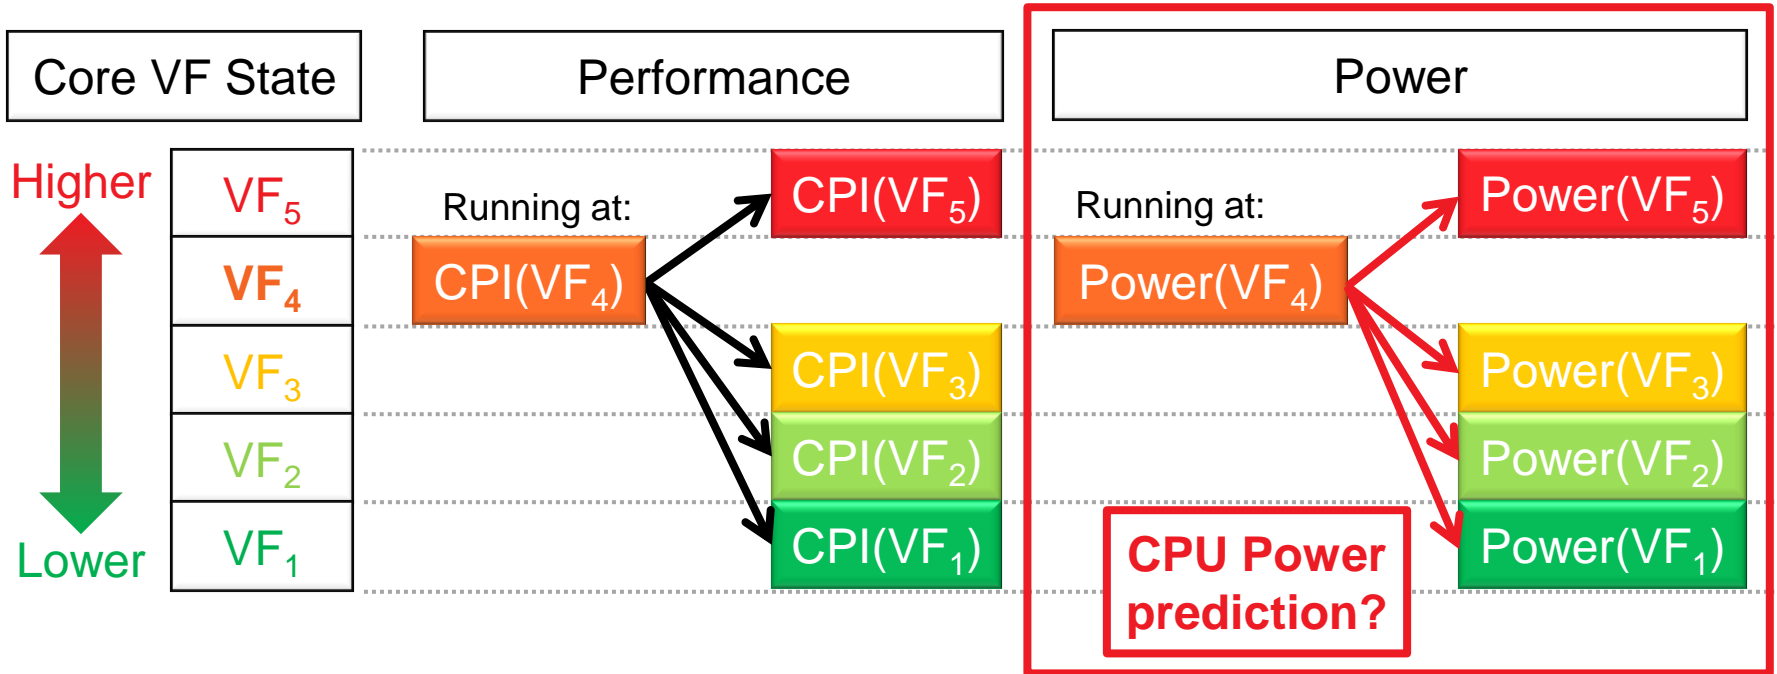 Core VF State
Performance
Power
Higher
Lower
VF₅
VF₄
VF₃
VF₂
VF₁
Running at:
CPI(VF₄)
CPI(VF₅)
CPI(VF₃)
CPI(VF₂)
CPI(VF₁)
Running at:
Power(VF₄)
Power(VF₅)
Power(VF₃)
Power(VF₂)
Power(VF₁)
CPU Power
prediction?